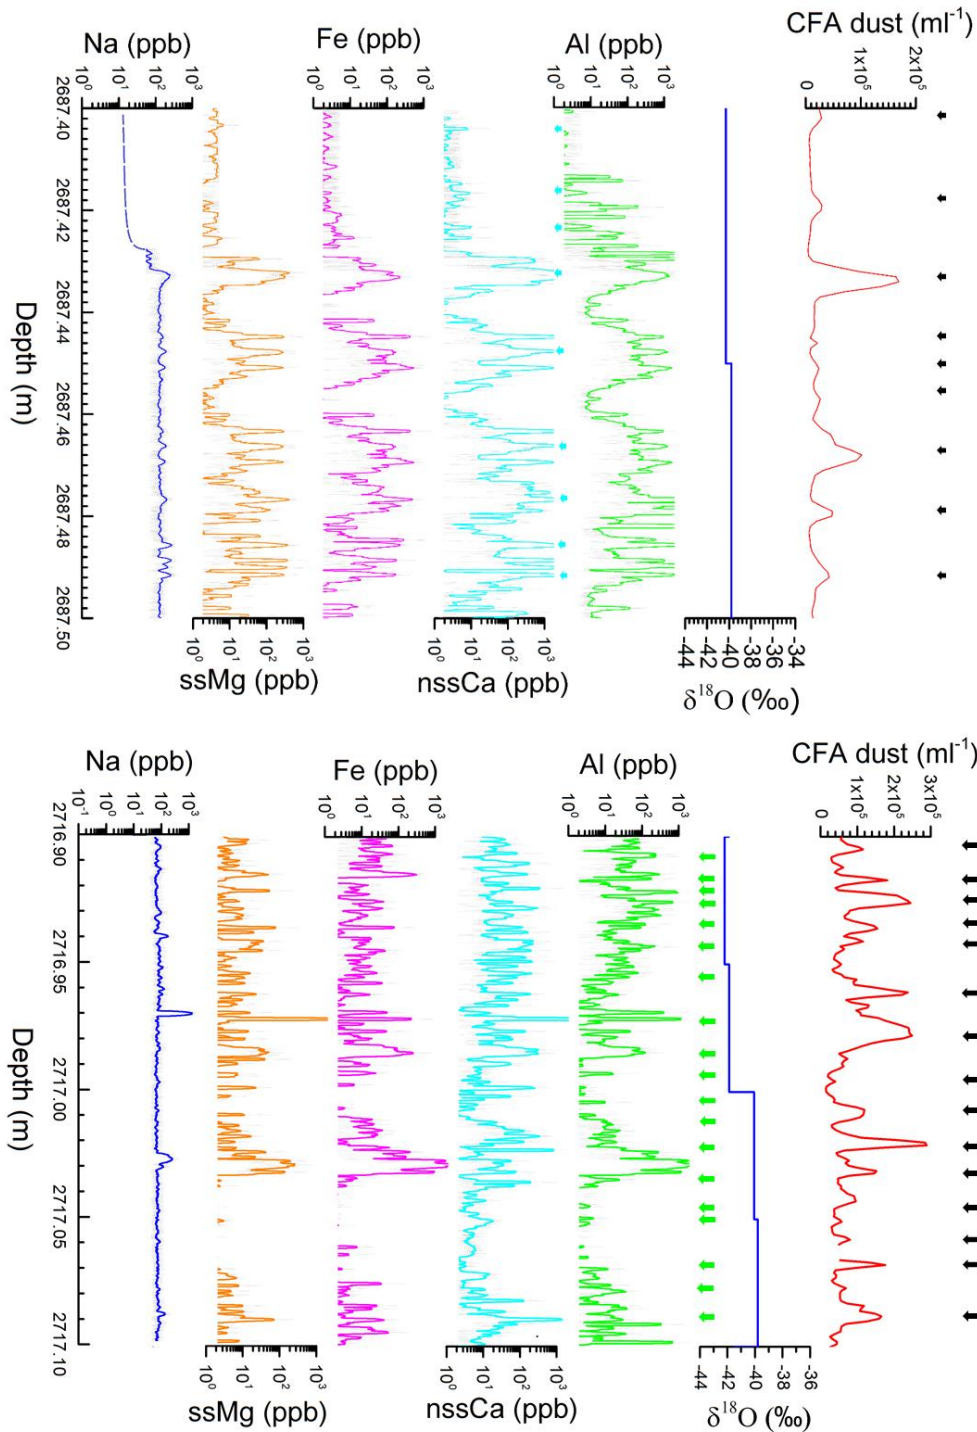 Na (ppb)
10⁰ 10¹ 10² 10³
Fe (ppb)
10⁰ 10¹ 10² 10³
Al (ppb)
10⁰ 10¹ 10² 10³
CFA dust (ml⁻¹)
0 1x10⁵ 2x10⁵
2687.40
2687.42
2687.44
2687.46
2687.48
2687.50
Depth (m)
10⁰ 10¹ 10² 10³
ssMg (ppb)
10⁰ 10¹ 10² 10³
nssCa (ppb)
-44 -42 -40 -38 -36 -34
δ¹⁸O (‰)
Na (ppb)
10⁻¹ 10⁰ 10¹ 10² 10³
Fe (ppb)
10⁰ 10¹ 10² 10³
Al (ppb)
10⁰ 10¹ 10² 10³
CFA dust (ml⁻¹)
0 1x10⁵ 2x10⁵ 3x10⁵
2716.90
2716.95
2717.00
2717.05
2717.10
Depth (m)
10⁰ 10¹ 10² 10³
ssMg (ppb)
10⁰ 10¹ 10² 10³
nssCa (ppb)
-44 -42 -40 -38 -36
δ¹⁸O (‰)